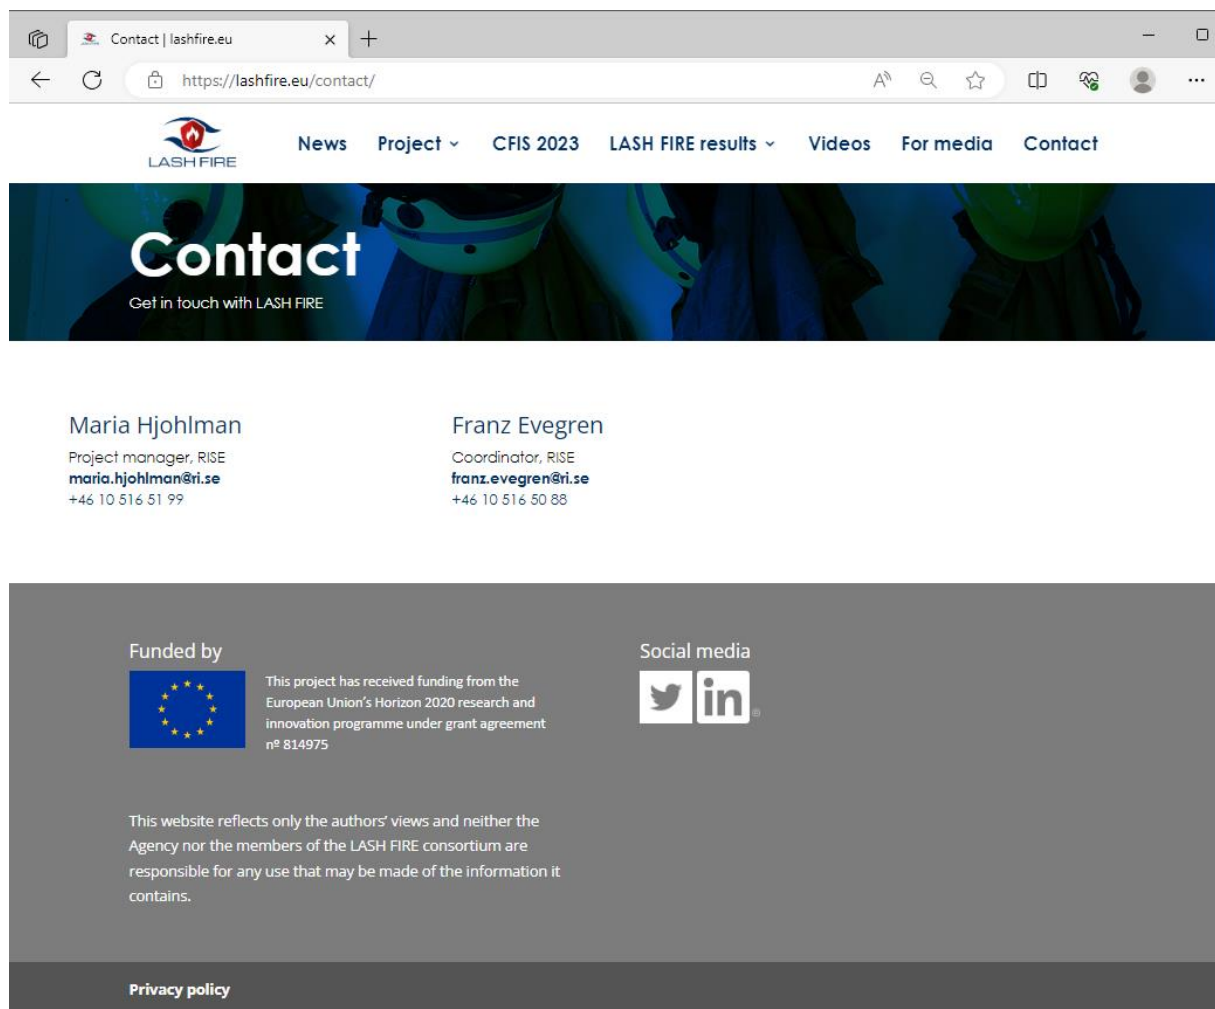 Contact | lashfire.eu
https://lashfire.eu/contact/
LASH FIRE
News Project CFIS 2023 LASH FIRE results Videos For media Contact
Contact
Get in touch with LASH FIRE
Maria Hjohlman
Project manager, RISE
maria.hjohlman@ri.se
+46 10 516 51 99
Franz Evegren
Coordinator, RISE
franz.evegren@ri.se
+46 10 516 50 88
Funded by
This project has received funding from the
European Union's Horizon 2020 research and
innovation programme under grant agreement
nº 814975
Social media
in
This website reflects only the authors' views and neither the
Agency nor the members of the LASH FIRE consortium are
responsible for any use that may be made of the information it
contains.
Privacy policy